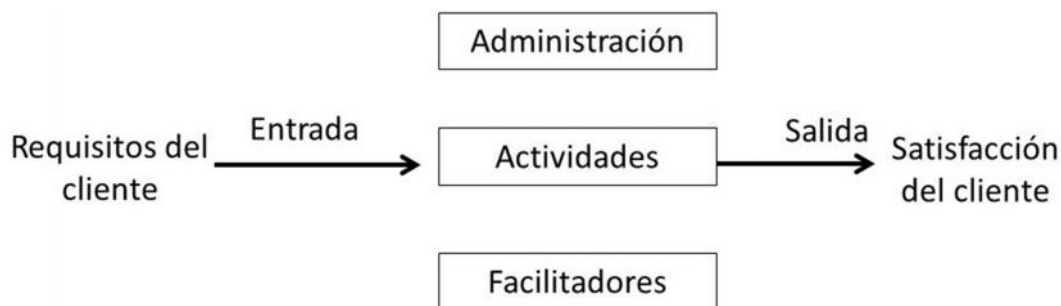 Administración
Requisitos del
cliente
Entrada
Actividades
Salida
Satisfacción
del cliente
Facilitadores